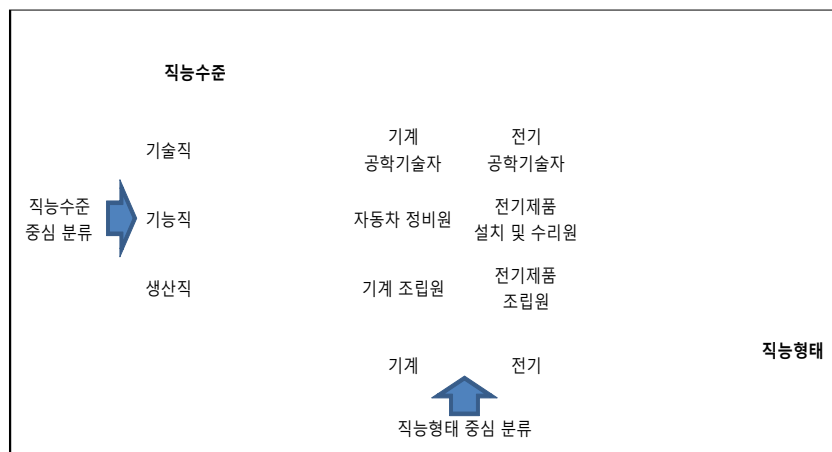 직능수준
기계
전기
기술직
공학기술자
공학기술자
직능수준
중심 분류
기능직
자동차 정비원
전기제품
설치 및 수리원
생산직
기계 조립원
전기제품
조립원
직능형태
기계
전기
직능형태 중심 분류